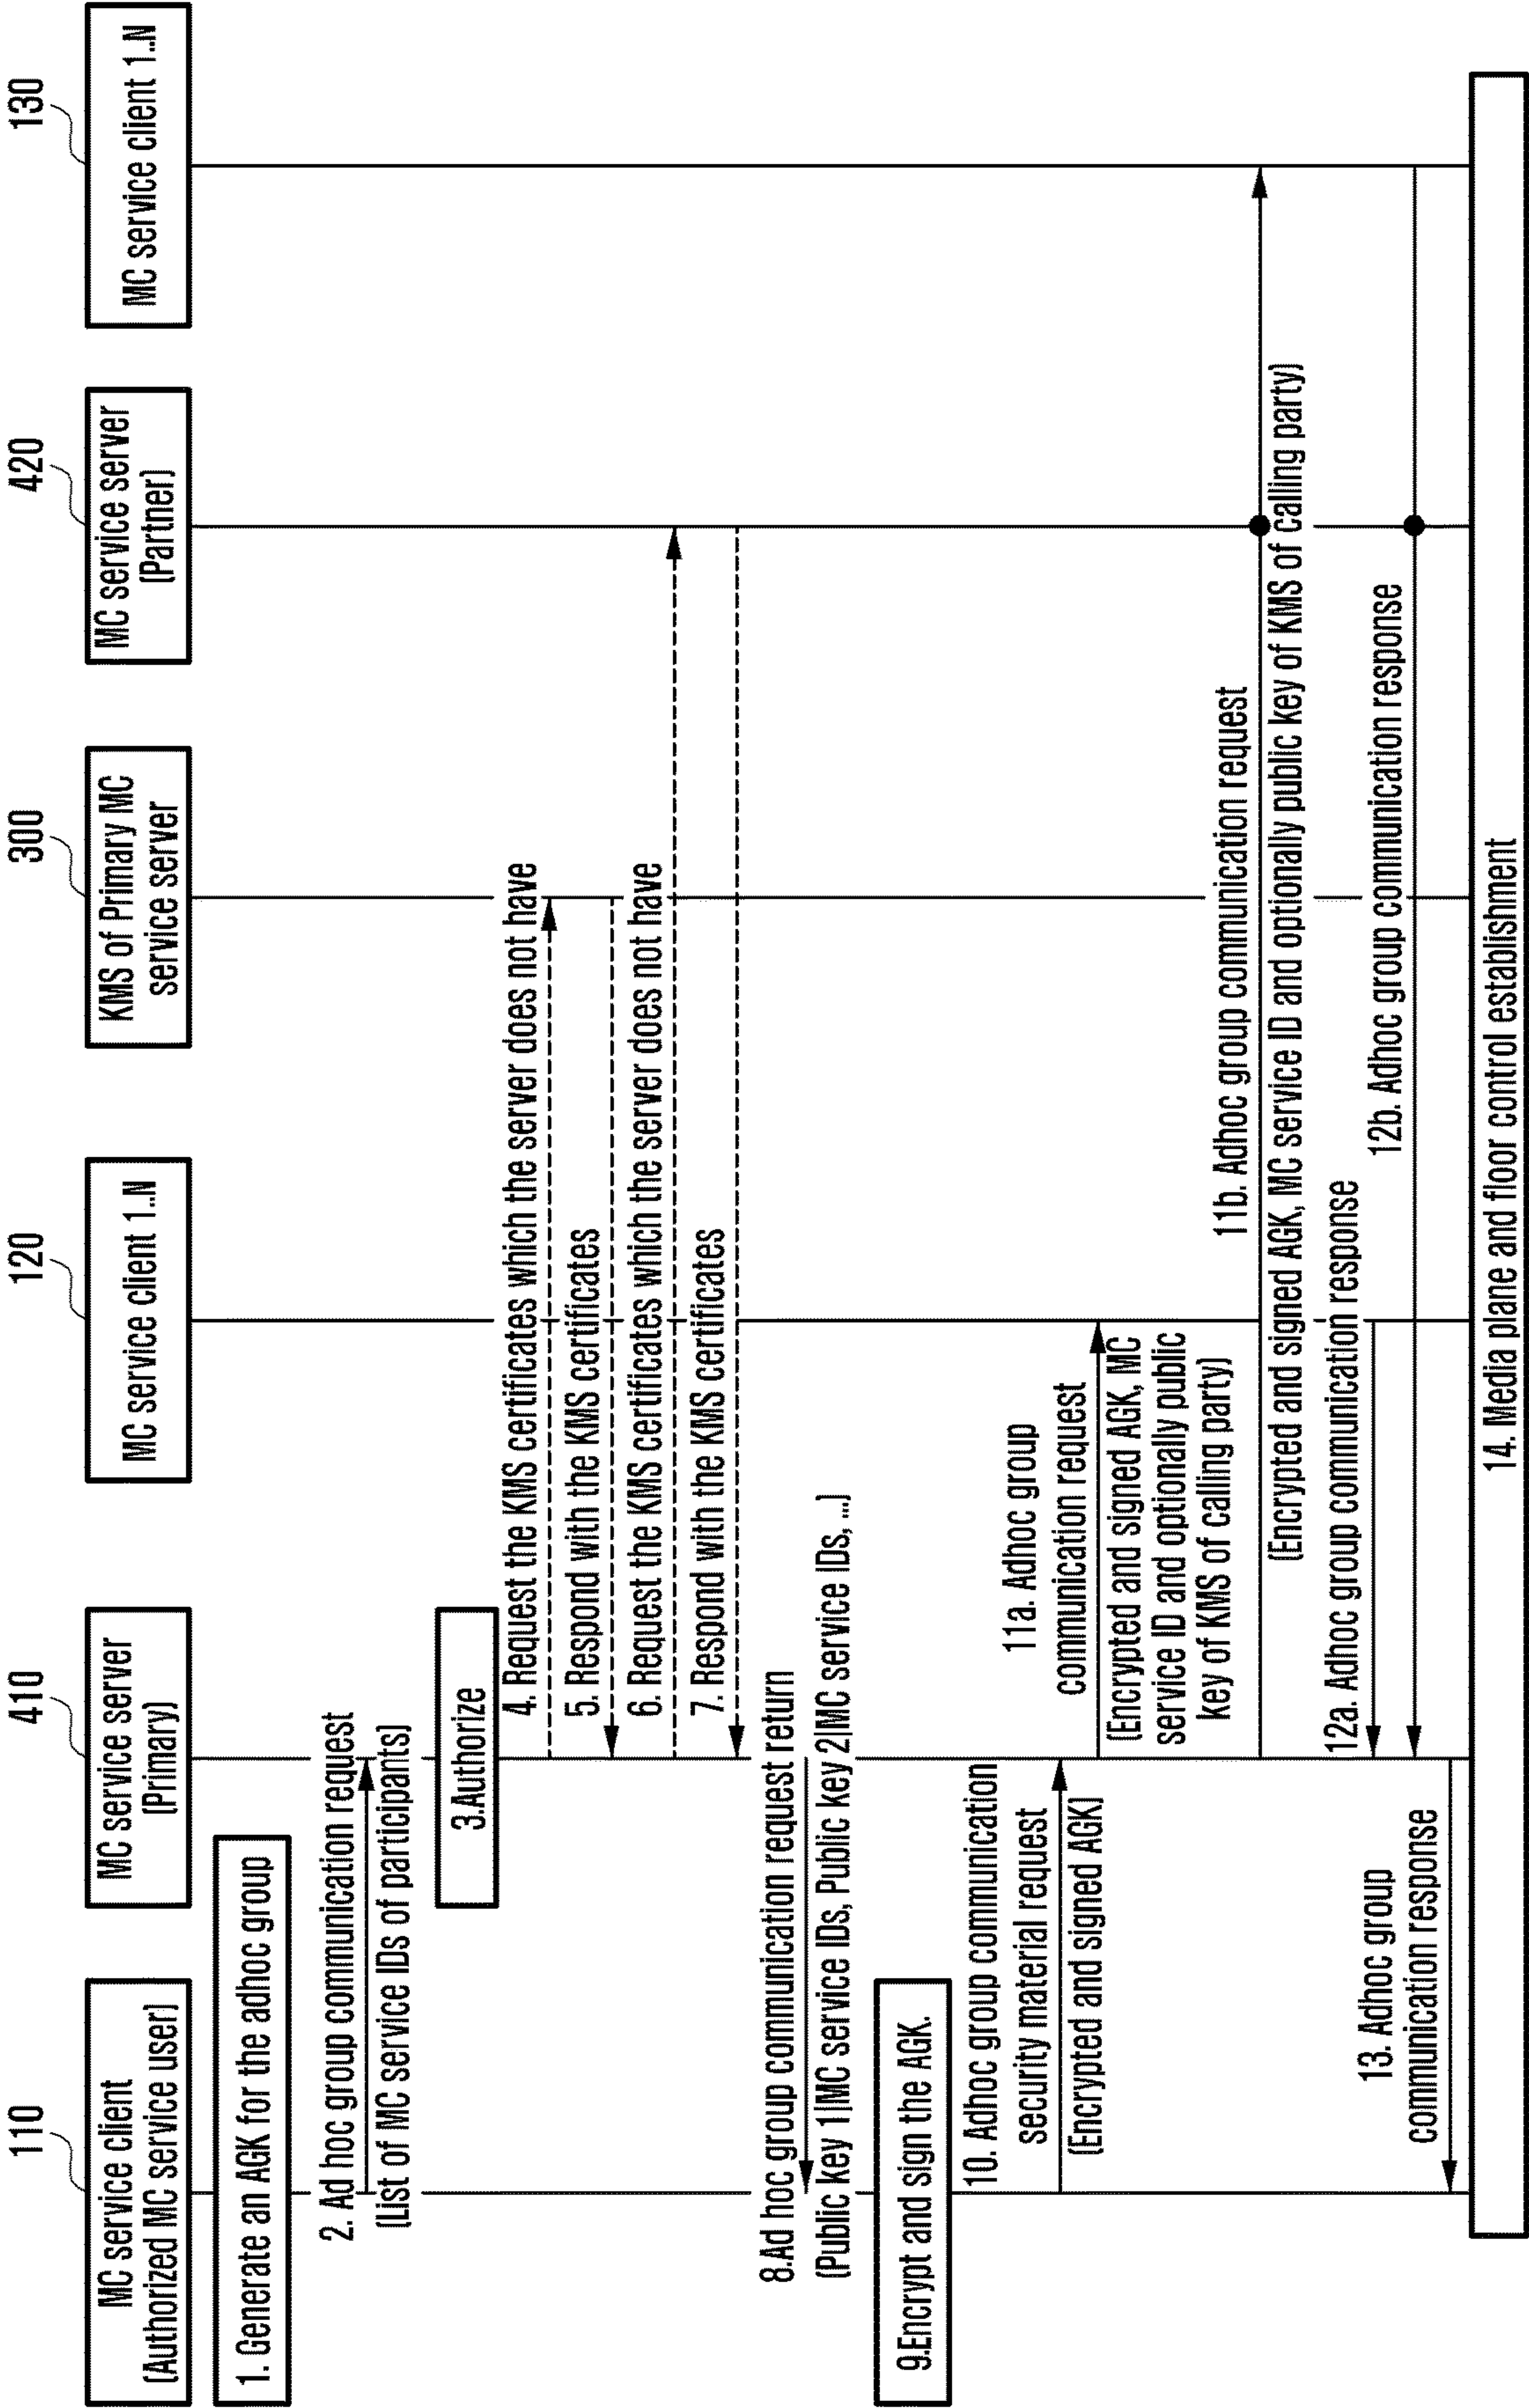 110
410
120
300
420
130
MC service client
(Authorized MC service user)
MC service server
(Primary)
MC service client 1..N
KMS of Primary MC
service server
MC service server
(Partner)
MC service client 1..N
1. Generate an AGK for the adhoc group
2. Ad hoc group communication request
(List of MC service IDs of participants)
3.Authorize
4. Request the KMS certificates which the server does not have
5. Respond with the KMS certificates
6. Request the KMS certificates which the server does not have
7. Respond with the KMS certificates
8.Ad hoc group communication request return
(Public Key 1|MC service IDs, Public Key 2|MC service IDs, ...)
9.Encrypt and sign the AGK.
10. Adhoc group communication
security material request
(Encrypted and signed AGK)
11a. Adhoc group
communication request
(Encrypted and signed AGK, MC
service ID and optionally public
Key of KMS of calling party)
11b. Adhoc group communication request
(Encrypted and signed AGK, MC service ID and optionally public Key of KMS of calling party)
12a. Adhoc group communication response
12b. Adhoc group communication response
13. Adhoc group
communication response
14. Media plane and floor control establishment